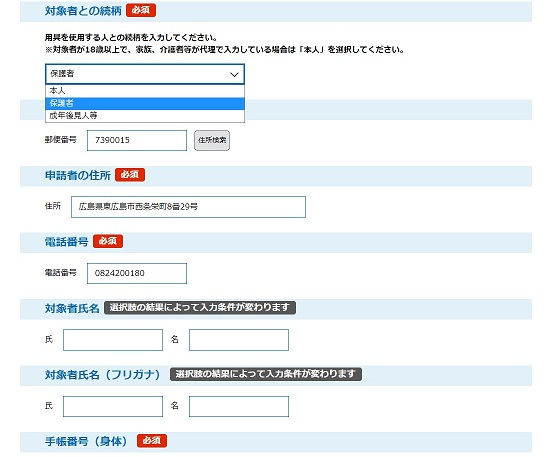 対象者との続柄 必須
用具を使用する人との続柄を入力してください。
※対象者が18歳以上で、家族、介護者等が代理で入力している場合は「本人」を選択してください。
保護者
本人
保護者
成年後見人等
郵便番号 7390015 住所検索
申請者の住所 必須
住所 広島県東広島市西条栄町8番29号
電話番号 必須
電話番号 0824200180
対象者氏名 選択肢の結果によって入力条件が変わります
氏 名
対象者氏名（フリガナ） 選択肢の結果によって入力条件が変わります
氏 名
手帳番号（身体） 必須